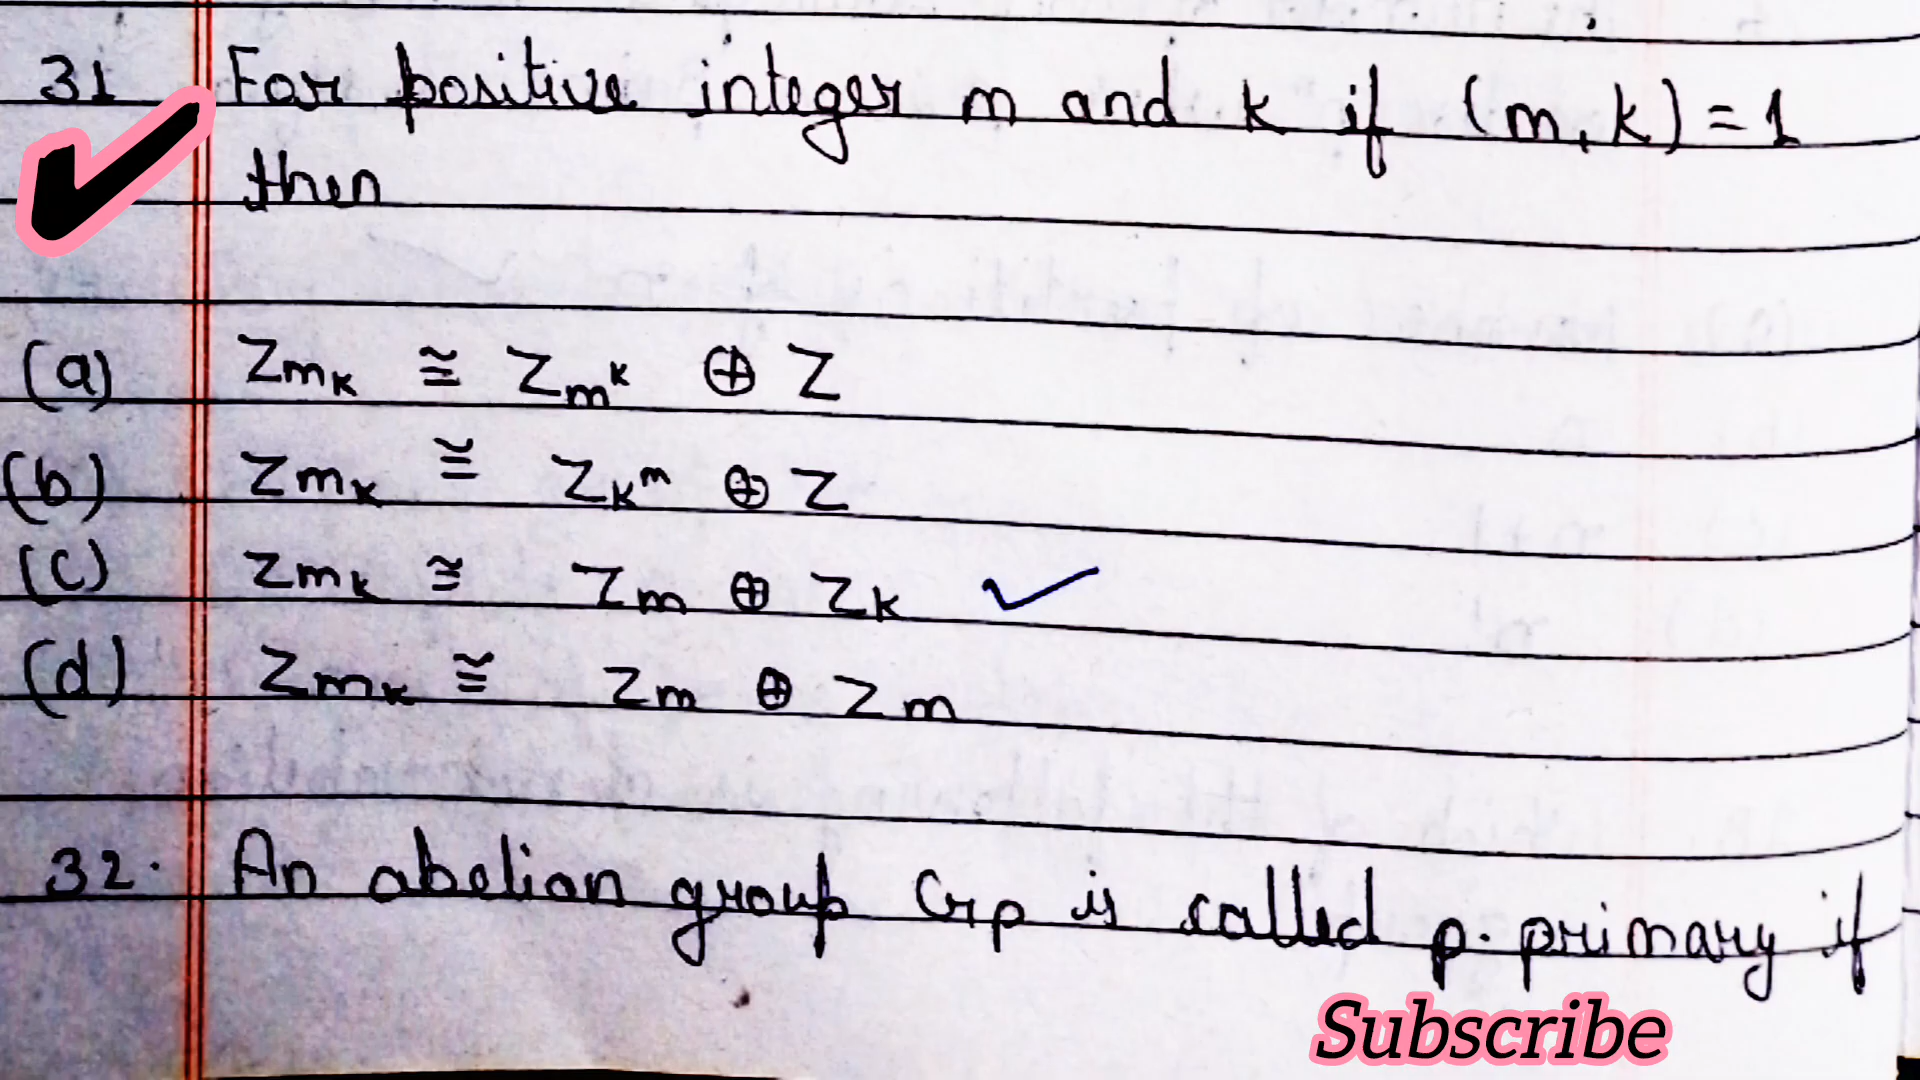 31 For positive integer m and k if (m,k)=1
then
(a) Zmk ≅ Zm^k ⊕ Z
(b) Zmk ≅ Zk^m ⊕ Z
(c) Zmk ≅ Zm ⊕ Zk ✓
(d) Zmk ≅ Zm ⊕ Zm
32. An abelian group Gp is called p. primary if
Subscribe